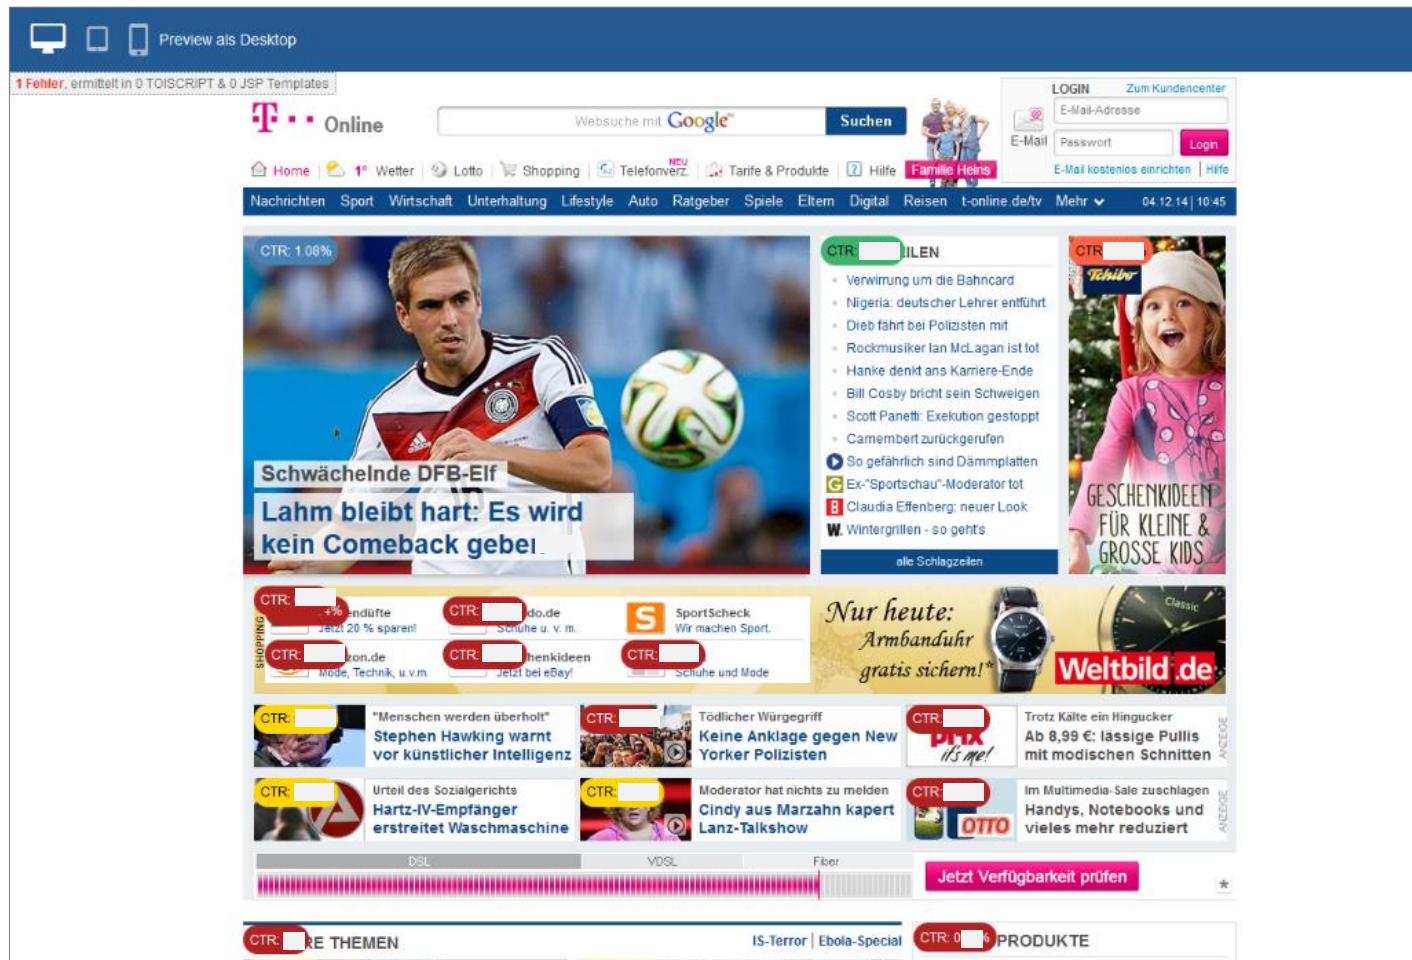 Preview als Desktop
1 Fehler, ermittelt in 0 TOISCRIPT & 0 JSP Templates
T Online
Websuche mit Google
Suchen
LOGIN Zum Kundencenter
E-Mail
E-Mail-Adresse
Passwort
Login
E-Mail kostenlos einrichten | Hilfe
Home | 1° Wetter | Lotto | Shopping | Telefonverz. NEU | Tarife & Produkte | Hilfe
Familie Heins
Nachrichten Sport Wirtschaft Unterhaltung Lifestyle Auto Ratgeber Spiele Eltern Digital Reisen t-online.de/tv Mehr 04.12.14 | 10:45
CTR: 1.08%
Schwächelnde DFB-Elf
Lahm bleibt hart: Es wird
kein Comeback geben
CTR: ILEN
Verwirrung um die Bahncard
Nigeria: deutscher Lehrer entführt
Dieb fährt bei Polizisten mit
Rockmusiker Ian McLagan ist tot
Hanke denkt ans Karriere-Ende
Bill Cosby bricht sein Schweigen
Scott Panetti: Exekution gestoppt
Camembert zurückgerufen
So gefährlich sind Dämmplatten
G Ex-"Sportschau"-Moderator tot
B Claudia Effenberg: neuer Look
W. Wintergrillen - so geht's
alle Schlagzeilen
CTR
Tchibo
GESCHENKIDEEN
FÜR KLEINE &
GROSSE KIDS
SHOPPING
CTR: 4% endüfte
Jetzt 20 % sparen!
CTR: do.de
Schuhe u. v. m.
S SportScheck
Wir machen Sport.
CTR: zon.de
Mode, Technik, u.v.m.
CTR: henkideen
Jetzt bei eBay!
CTR:
Schuhe und Mode
Nur heute:
Armbanduhr
gratis sichern!*
Classic
Weltbild.de
CTR:
"Menschen werden überholt"
Stephen Hawking warnt
vor künstlicher Intelligenz
CTR:
Tödlicher Würgegriff
Keine Anklage gegen New
Yorker Polizisten
CTR:
it's me!
Trotz Kälte ein Hingucker
Ab 8,99 €: lässige Pullis
mit modischen Schnitten
ANZEIGE
CTR:
Urteil des Sozialgerichts
Hartz-IV-Empfänger
erstreitet Waschmaschine
CTR:
Moderator hat nichts zu melden
Cindy aus Marzahn kapert
Lanz-Talkshow
CTR:
OTTO
Im Multimedia-Sale zuschlagen
Handys, Notebooks und
vieles mehr reduziert
ANZEIGE
DSL VDSL Fiber
Jetzt Verfügbarkeit prüfen
*
CTR: RE THEMEN
IS-Terror | Ebola-Special
CTR: 0 % PRODUKTE